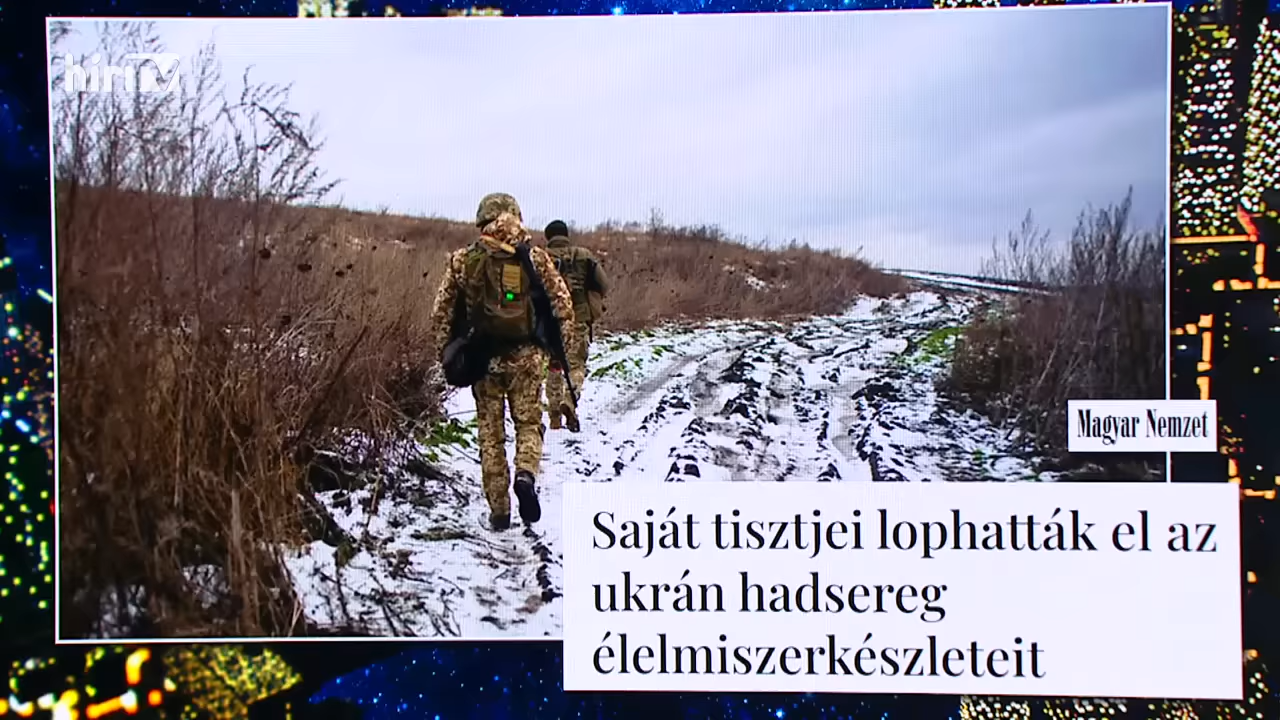 hírTV
Magyar Nemzet
Saját tisztjei lophatták el az
ukrán hadsereg
élelmiszerkészleteit